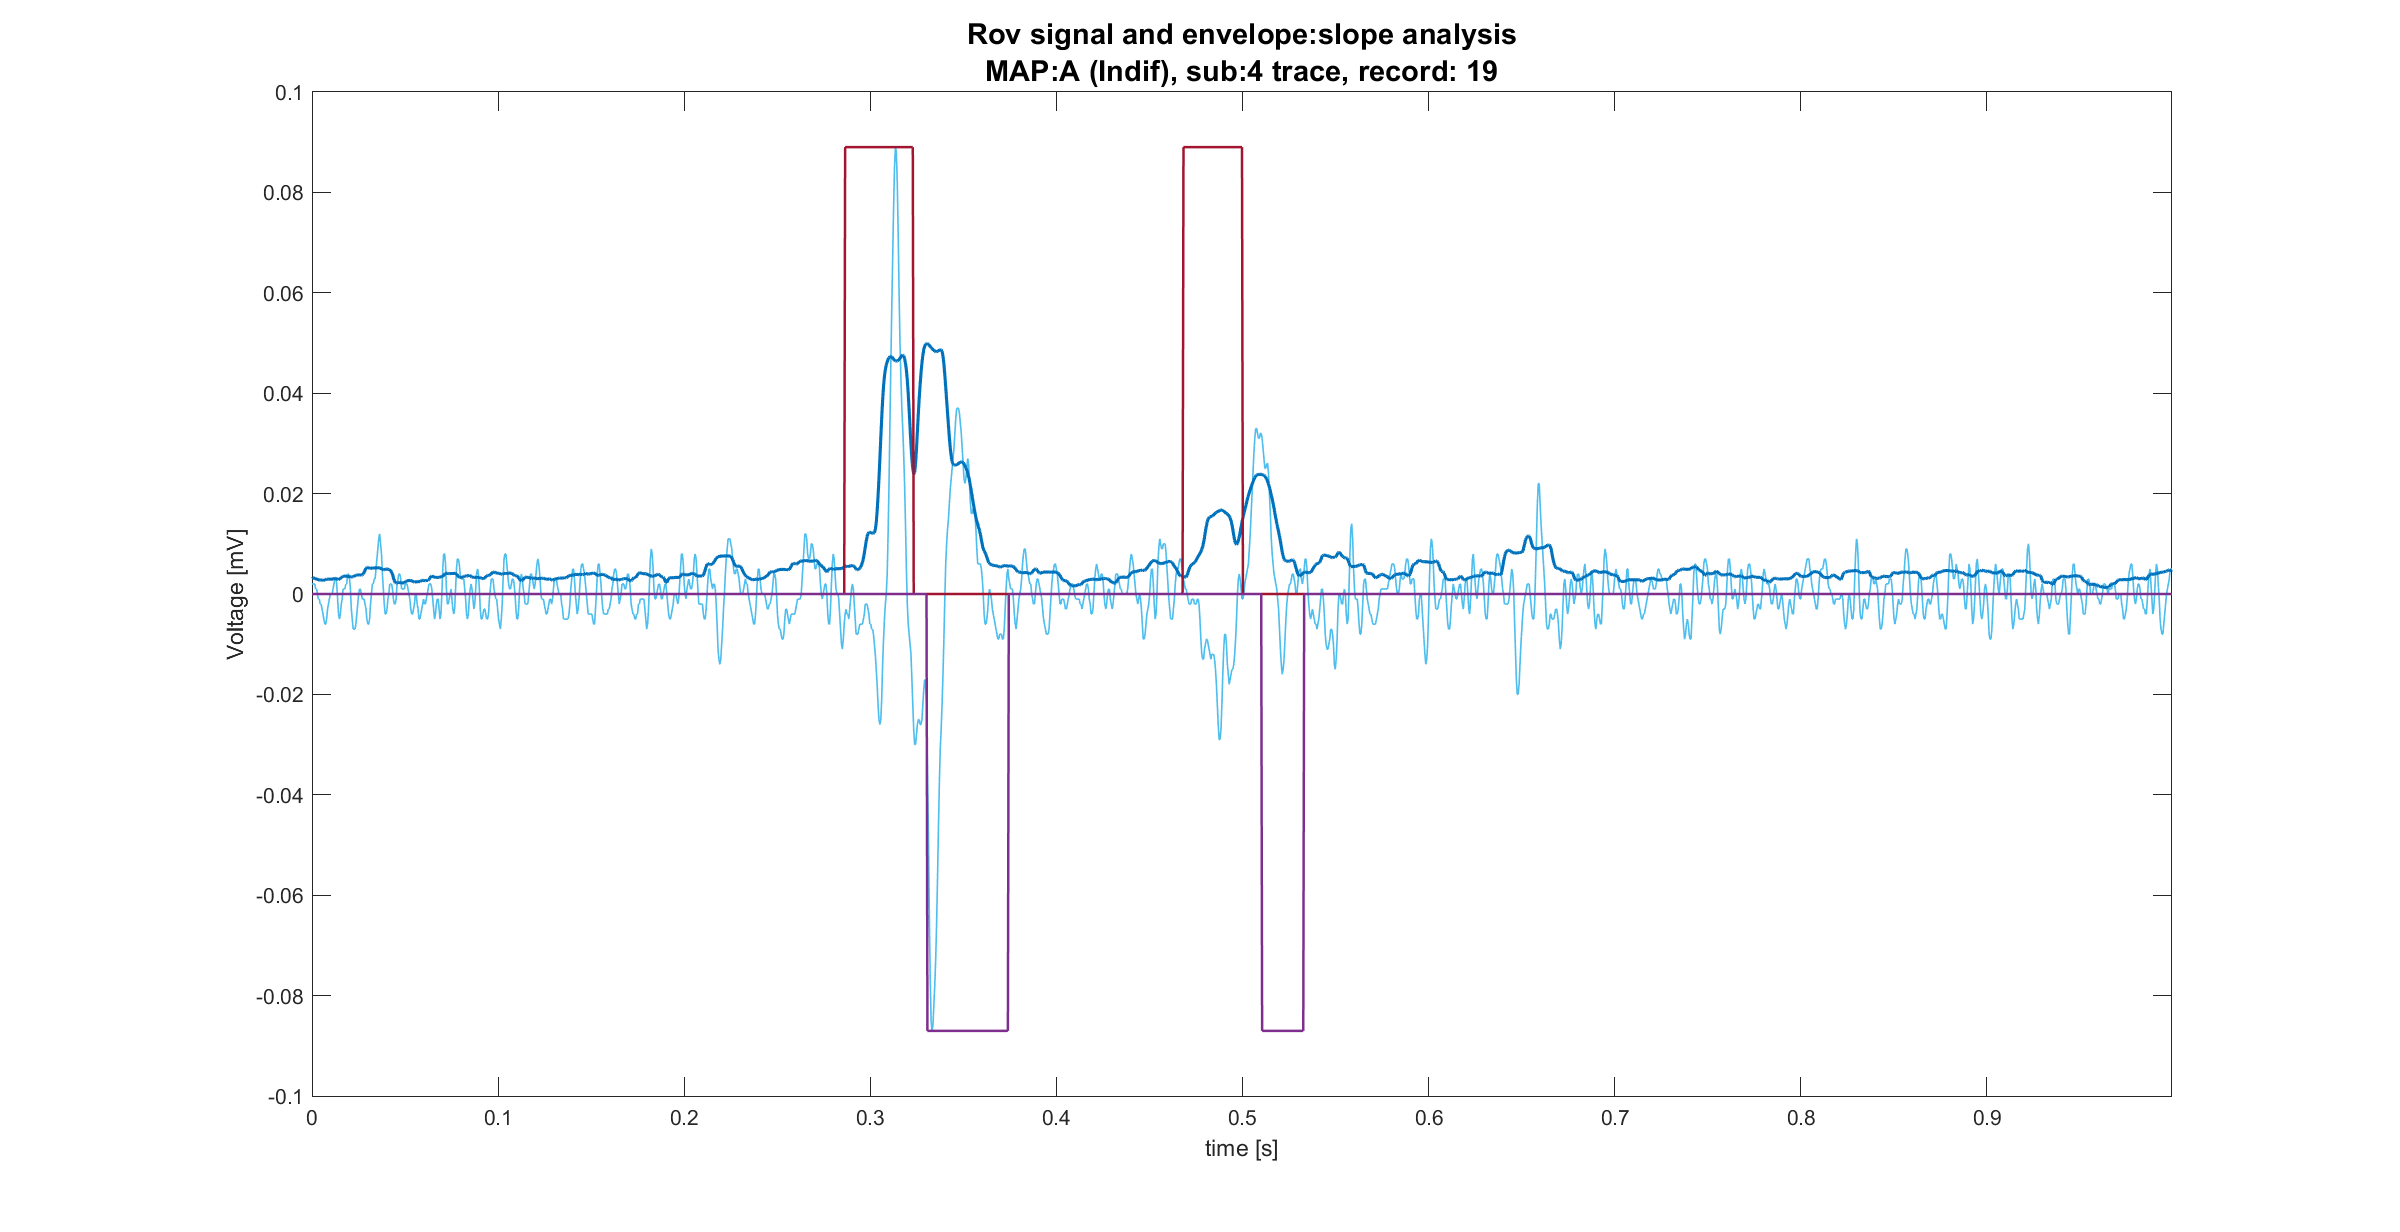 Rov signal and envelope:slope analysis
MAP:A (Indif), sub:4 trace, record: 19
0.1
0.08
0.06
0.04
0.02
0
-0.02
-0.04
-0.06
-0.08
-0.1
Voltage [mV]
0 0.1 0.2 0.3 0.4 0.5 0.6 0.7 0.8 0.9
time [s]